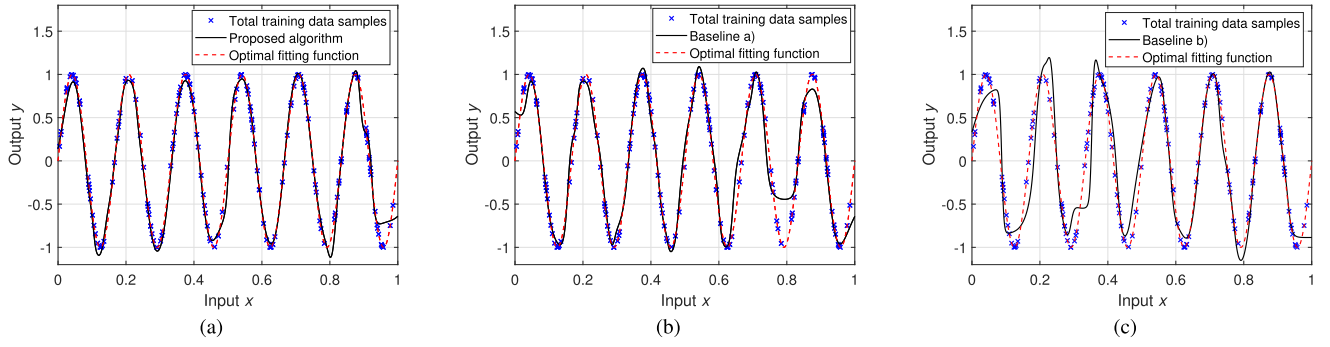 Total training data samples
Proposed algorithm
Optimal fitting function
1.5
1
0.5
0
-0.5
-1
Output y
0 0.2 0.4 0.6 0.8 1
Input x
(a)
Total training data samples
Baseline a)
Optimal fitting function
1.5
1
0.5
0
-0.5
-1
Output y
0 0.2 0.4 0.6 0.8 1
Input x
(b)
Total training data samples
Baseline b)
Optimal fitting function
1.5
1
0.5
0
-0.5
-1
Output y
0 0.2 0.4 0.6 0.8 1
Input x
(c)